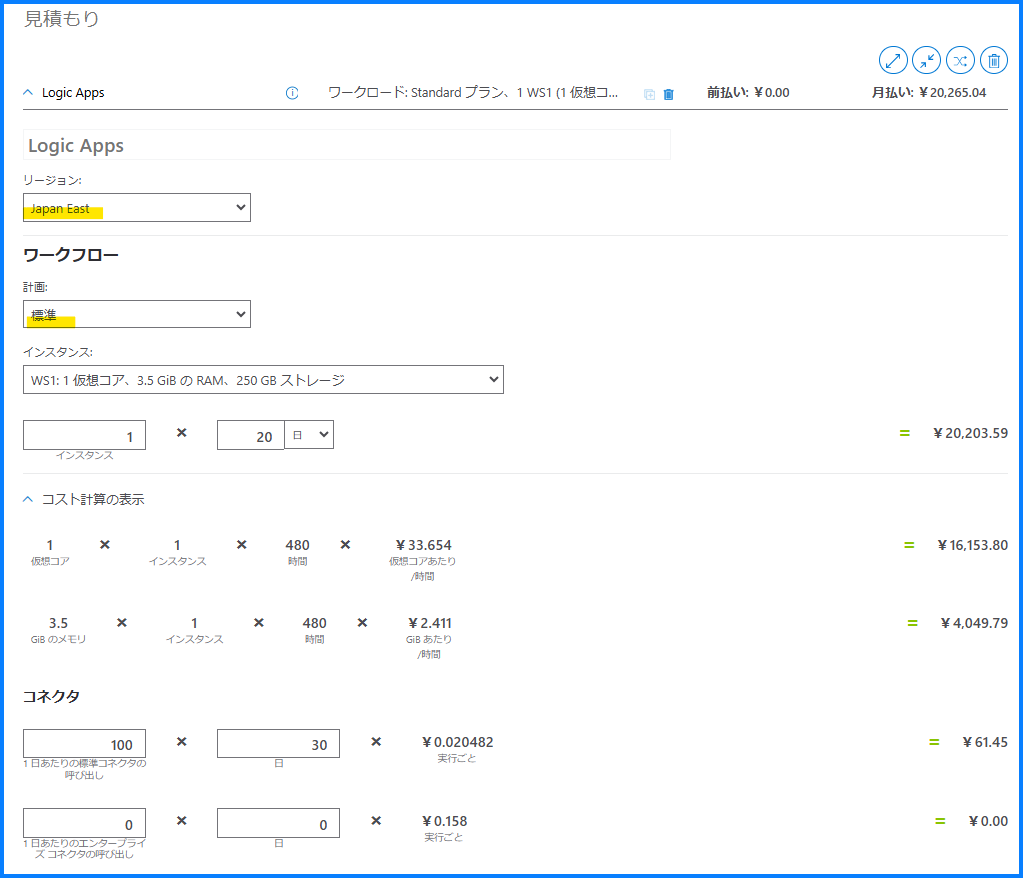 見積もり
Logic Apps ワークロード: Standard プラン、1 WS1 (1 仮想コ... 前払い: ¥0.00 月払い: ¥20,265.04
Logic Apps
リージョン:
Japan East
ワークフロー
計画:
標準
インスタンス:
WS1: 1 仮想コア、3.5 GiB の RAM、250 GB ストレージ
1 × 20 日 = ¥20,203.59
インスタンス
コスト計算の表示
1 × 1 × 480 × ¥33.654 = ¥16,153.80
仮想コア インスタンス 時間 仮想コアあたり
/時間
3.5 × 1 × 480 × ¥2.411 = ¥4,049.79
GiB のメモリ インスタンス 時間 GiB あたり
/時間
コネクタ
100 × 30 × ¥0.020482 = ¥61.45
1 日あたりの標準コネクタの 日 実行ごと
呼び出し
0 × 0 × ¥0.158 = ¥0.00
1 日あたりのエンタープライ 日 実行ごと
ズ コネクタの呼び出し